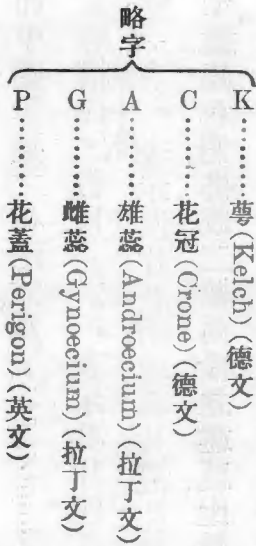 略字
K………萼(Kelch)(德文)
C………花冠(Crone)(德文)
A………雄蕊(Androecium)(拉丁文)
G………雌蕊(Gynoecium)(拉丁文)
P………花蓋(Perigon)(英文)